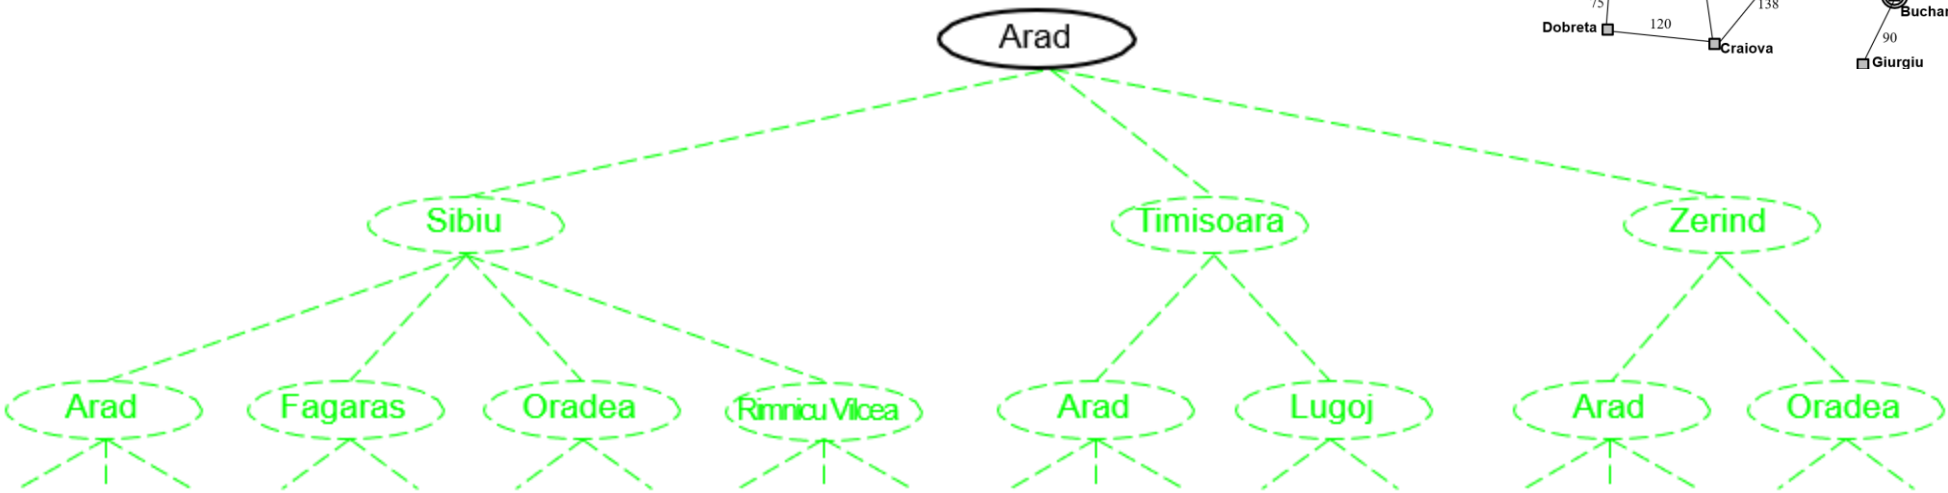 Arad
75
138
Buchar
Dobreta
120
Craiova
90
Giurgiu
Sibiu
Timisoara
Zerind
Arad
Fagaras
Oradea
Rimnicu Vilcea
Arad
Lugoj
Arad
Oradea